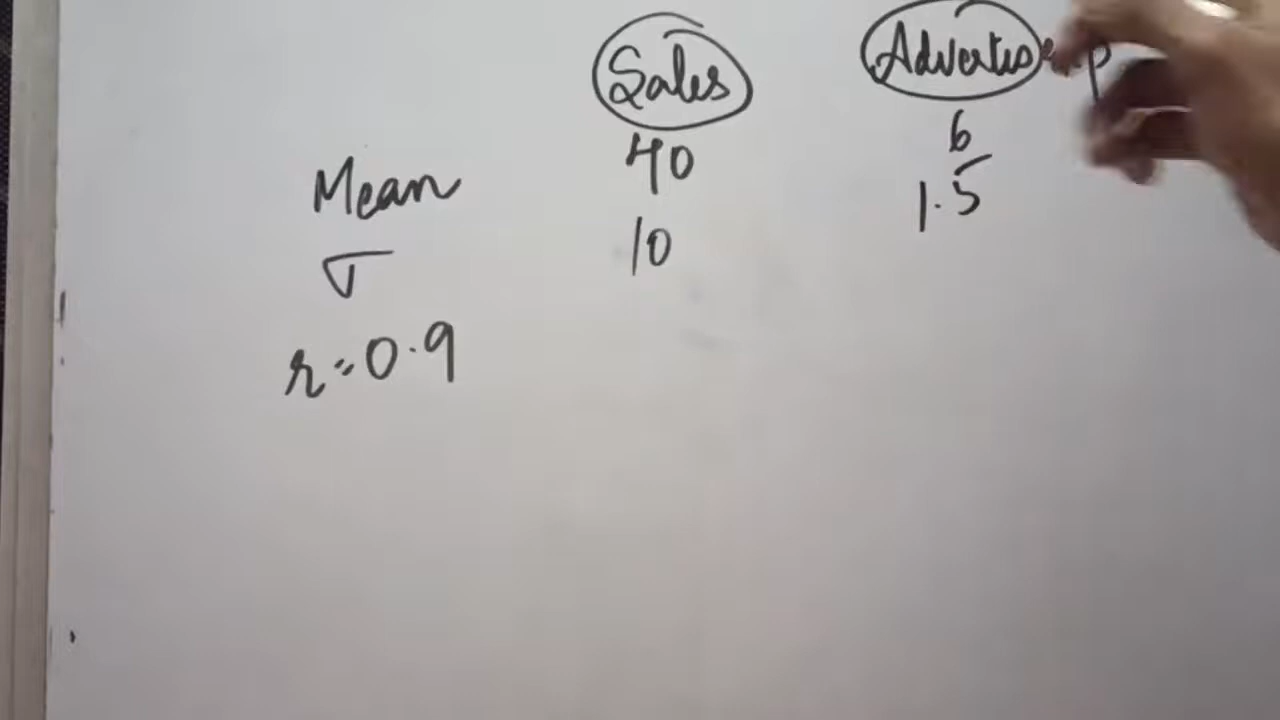 Sales Advertis
Mean 40 6
σ 10 1.5
r = 0.9